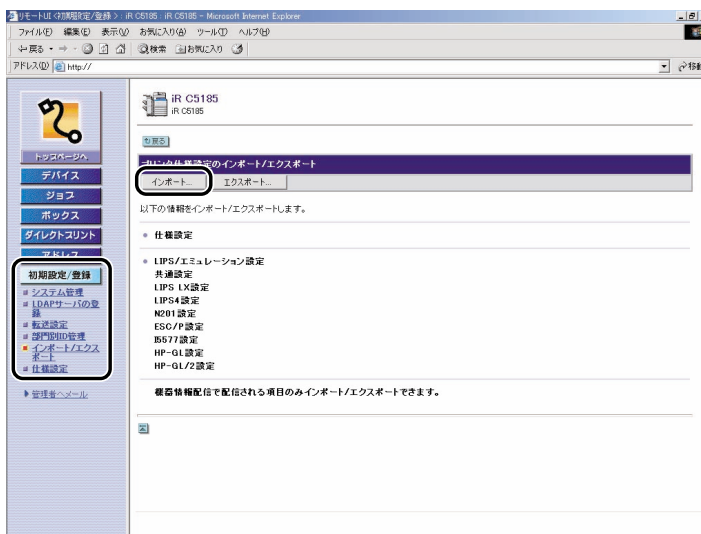 リモートUI <初期設定/登録> : iR C5185 : iR C5185 - Microsoft Internet Explorer
ファイル(F) 編集(E) 表示(V) お気に入り(A) ツール(T) ヘルプ(H)
戻る
検索 お気に入り
アドレス(D) http://
移動
iR C5185
iR C5185
戻る
トップページへ
プリンタ仕様設定のインポート/エクスポート
デバイス
インポート... エクスポート...
ジョブ
ボックス
以下の情報をインポート/エクスポートします。
ダイレクトプリント
仕様設定
アドレス
初期設定/登録
システム管理
LDAPサーバの登
録
転送設定
部門別ID管理
インポート/エクス
ポート
仕様設定
管理者へメール
LIPS/エミュレーション設定
共通設定
LIPS LX設定
LIPS4設定
N201設定
ESC/P設定
I5577設定
HP-GL設定
HP-GL/2設定
機器情報配信で配信される項目のみインポート/エクスポートできます。